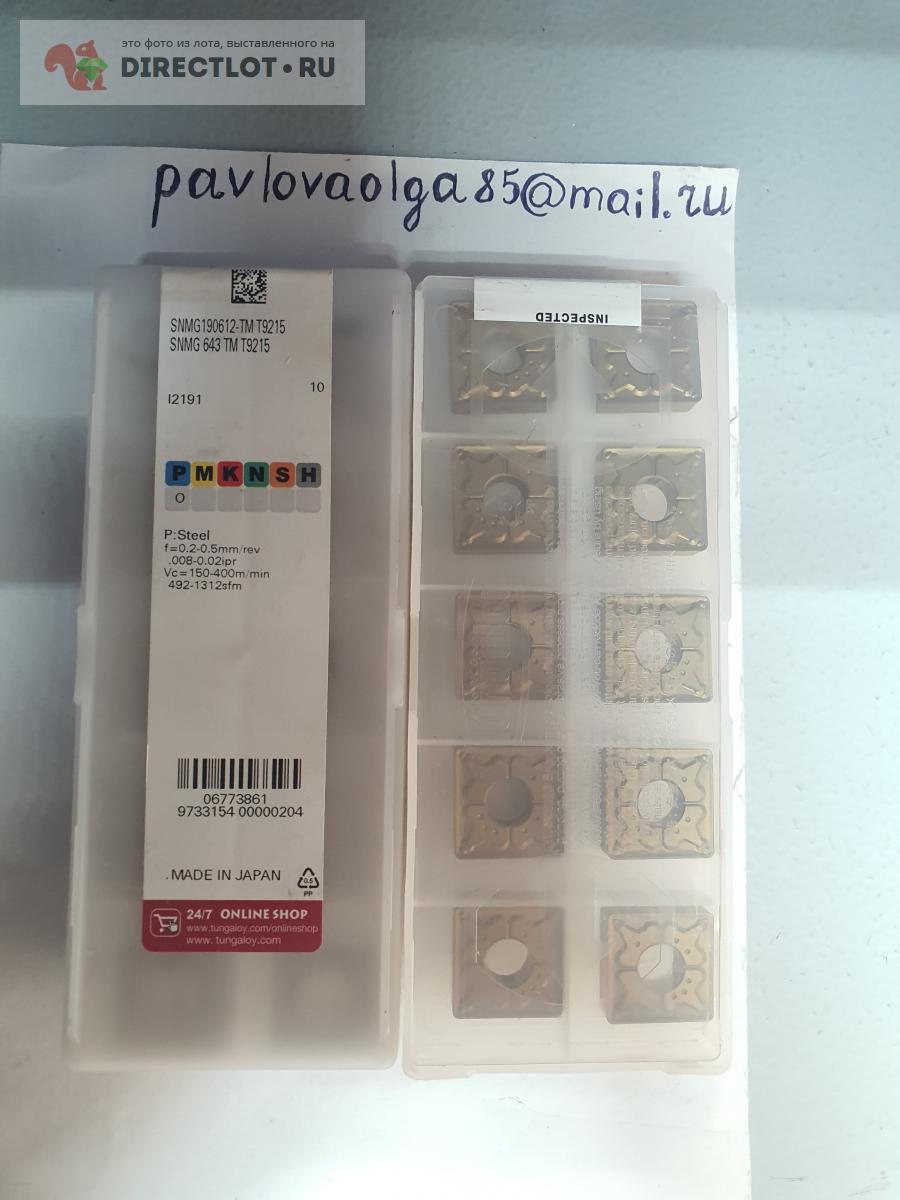 это фото из лота, выставленного на
DIRECTLOT•RU
pavlovaolga85@mail.ru
SNMG190612-TM T9215
SNMG 643 TM T9215
10
I2191
P M K N S H
O
P:Steel
f=0.2-0.5mm/rev
.008-0.02ipr
Vc=150-400m/min
492-1312sfm
06773861
9733154 00000204
.MADE IN JAPAN
0.5
PP
24/7 ONLINE SHOP
www.tungaloy.com/onlineshop
www.tungaloy.com
INSPECTED